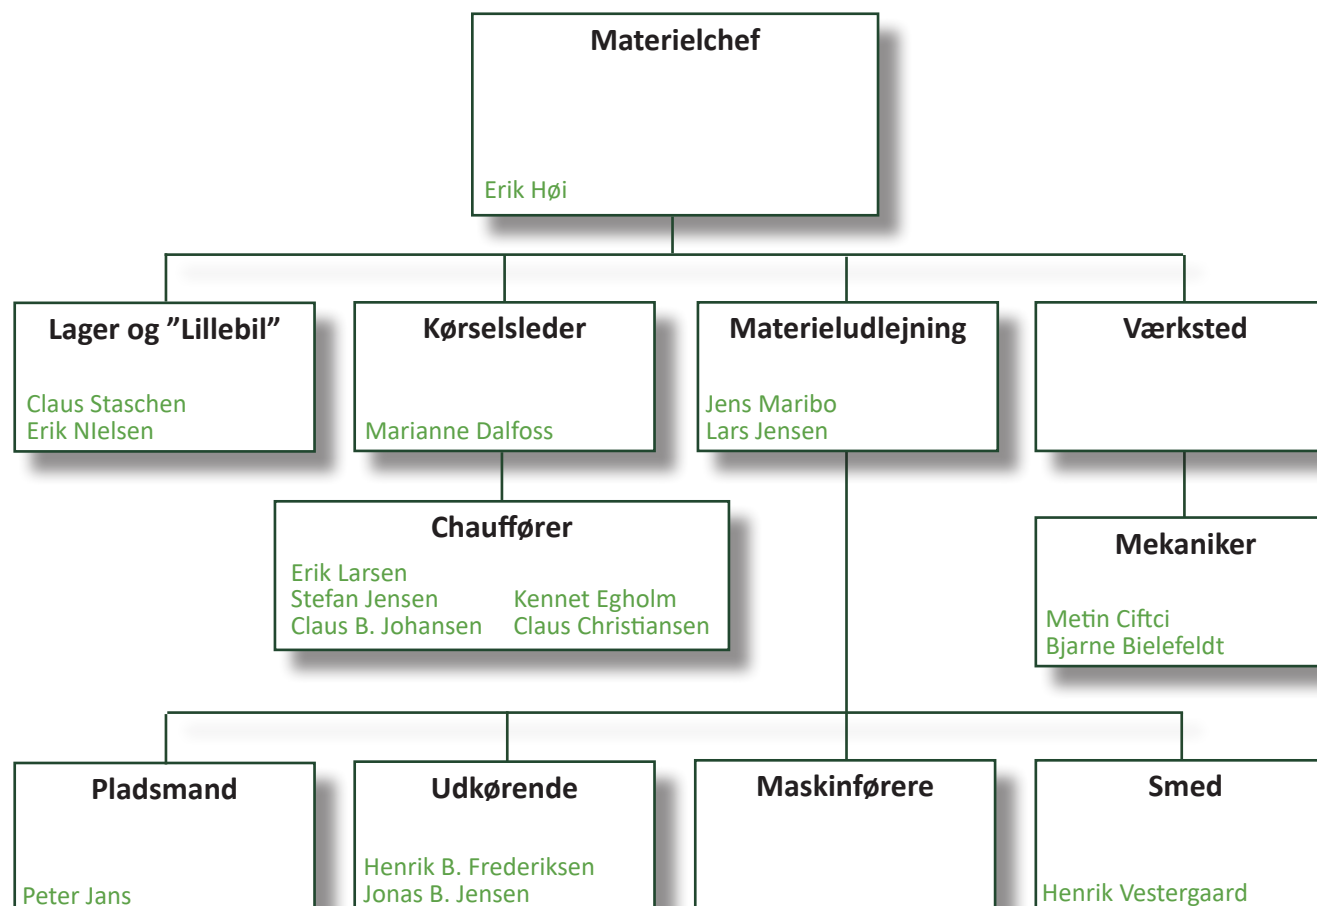 Materielchef
Erik Høi
Lager og ”Lillebil”
Claus Staschen
Erik NIelsen
Kørselsleder
Marianne Dalfoss
Materieludlejning
Jens Maribo
Lars Jensen
Værksted
Chauffører
Erik Larsen
Stefan Jensen
Claus B. Johansen
Kennet Egholm
Claus Christiansen
Mekaniker
Metin Ciftci
Bjarne Bielefeldt
Pladsmand
Peter Jans
Udkørende
Henrik B. Frederiksen
Jonas B. Jensen
Maskinførere
Smed
Henrik Vestergaard